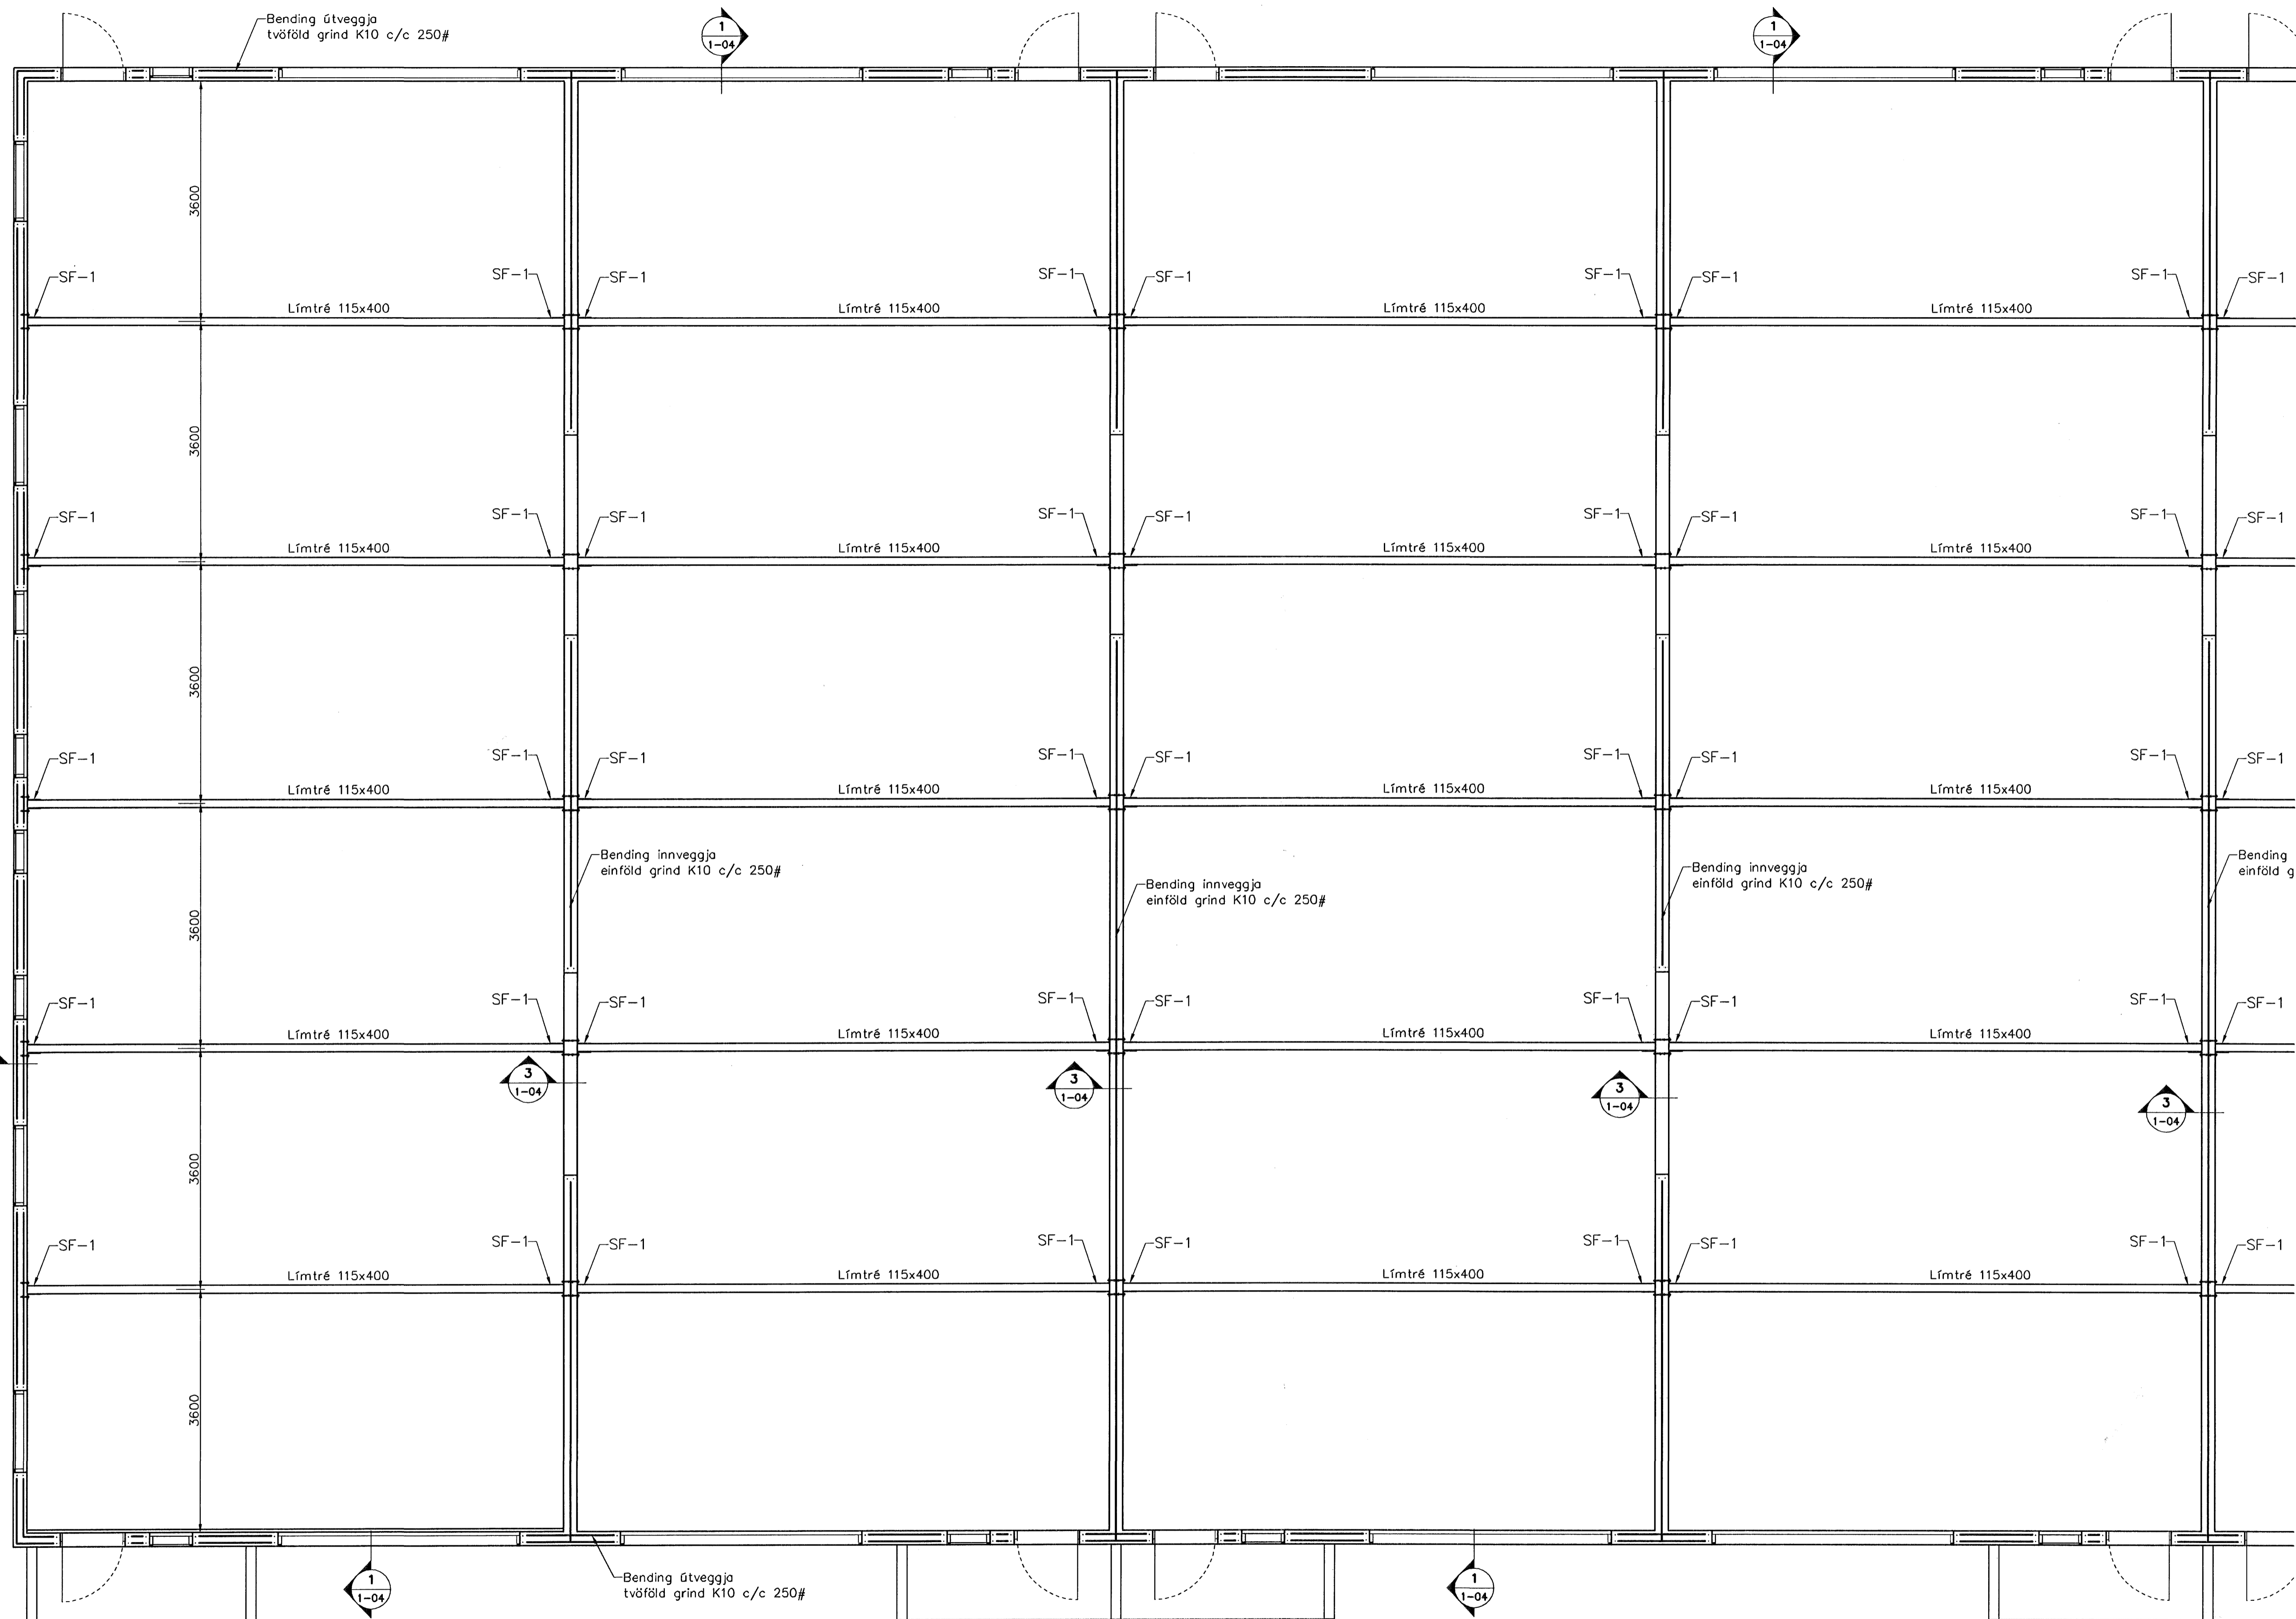 Bending útveggja
tvöföld grind K10 c/c 250#
1
1-04
1
1-04
3600
SF-1
SF-1
SF-1
SF-1
SF-1
SF-1
SF-1
SF-1
SF-1
Límtré 115x400
Límtré 115x400
Límtré 115x400
Límtré 115x400
3600
SF-1
SF-1
SF-1
SF-1
SF-1
SF-1
SF-1
SF-1
SF-1
Límtré 115x400
Límtré 115x400
Límtré 115x400
Límtré 115x400
3600
SF-1
SF-1
SF-1
SF-1
SF-1
SF-1
SF-1
SF-1
SF-1
Límtré 115x400
Límtré 115x400
Límtré 115x400
Límtré 115x400
Bending innveggja
einföld grind K10 c/c 250#
Bending innveggja
einföld grind K10 c/c 250#
Bending innveggja
einföld grind K10 c/c 250#
Bending
einföld g
3600
SF-1
SF-1
SF-1
SF-1
SF-1
SF-1
SF-1
SF-1
SF-1
Límtré 115x400
Límtré 115x400
Límtré 115x400
Límtré 115x400
3
1-04
3
1-04
3
1-04
3
1-04
3600
SF-1
SF-1
SF-1
SF-1
SF-1
SF-1
SF-1
SF-1
SF-1
Límtré 115x400
Límtré 115x400
Límtré 115x400
Límtré 115x400
3600
Bending útveggja
tvöföld grind K10 c/c 250#
1
1-04
1
1-04